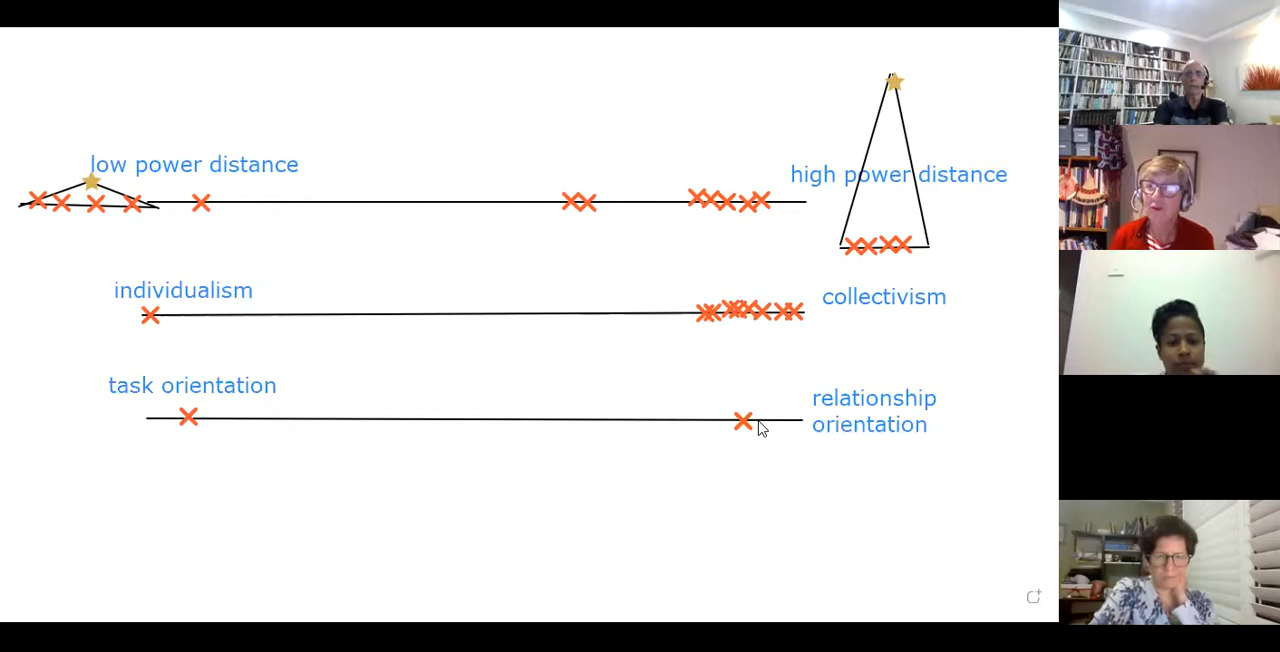 low power distance
high power distance
individualism
collectivism
task orientation
relationship
orientation